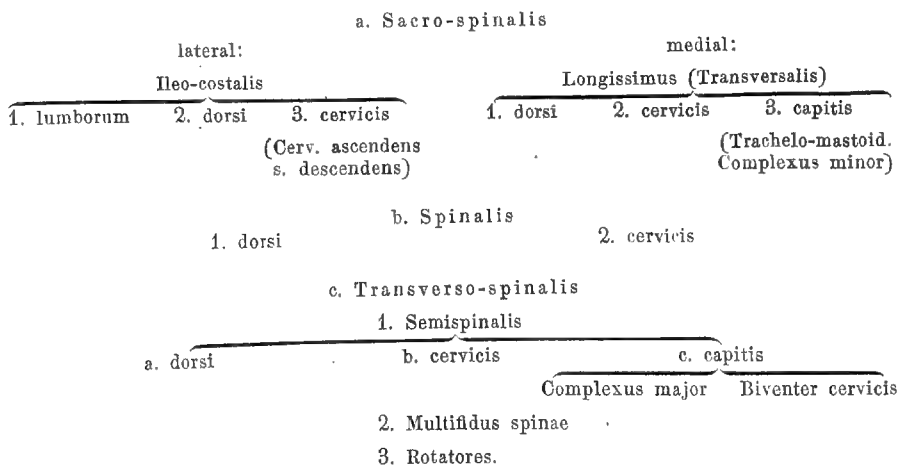 a. Sacro-spinalis
lateral: medial:
Ileo-costalis Longissimus (Transversalis)
1. lumborum 2. dorsi 3. cervicis 1. dorsi 2. cervicis 3. capitis
(Cerv. ascendens (Trachelo-mastoid.
s. descendens) Complexus minor)
b. Spinalis
1. dorsi 2. cervicis
c. Transverso-spinalis
1. Semispinalis
a. dorsi b. cervicis c. capitis
Complexus major Biventer cervicis
2. Multifidus spinae
3. Rotatores.